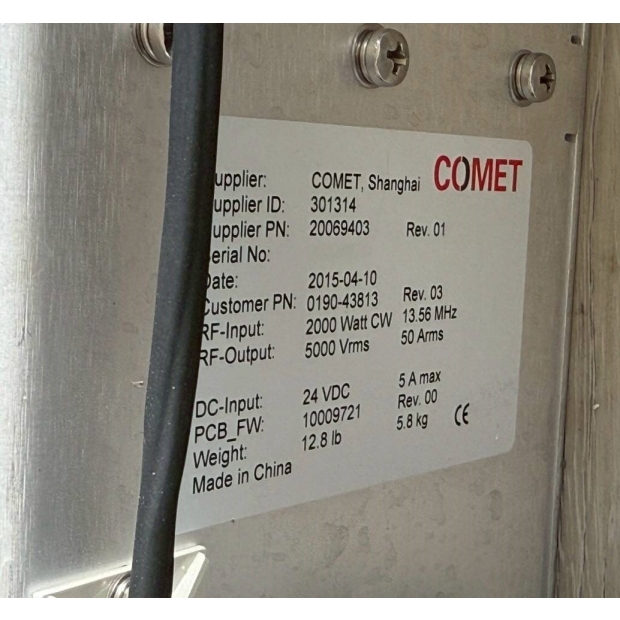 COMET
upplier: COMET, Shanghai
upplier ID: 301314
upplier PN: 20069403 Rev. 01
erial No:
Date: 2015-04-10
Customer PN: 0190-43813 Rev. 03
RF-Input: 2000 Watt CW 13.56 MHz
RF-Output: 5000 Vrms 50 Arms
DC-Input: 24 VDC 5 A max
PCB_FW: 10009721 Rev. 00
Weight: 12.8 lb 5.8 kg CE
Made in China